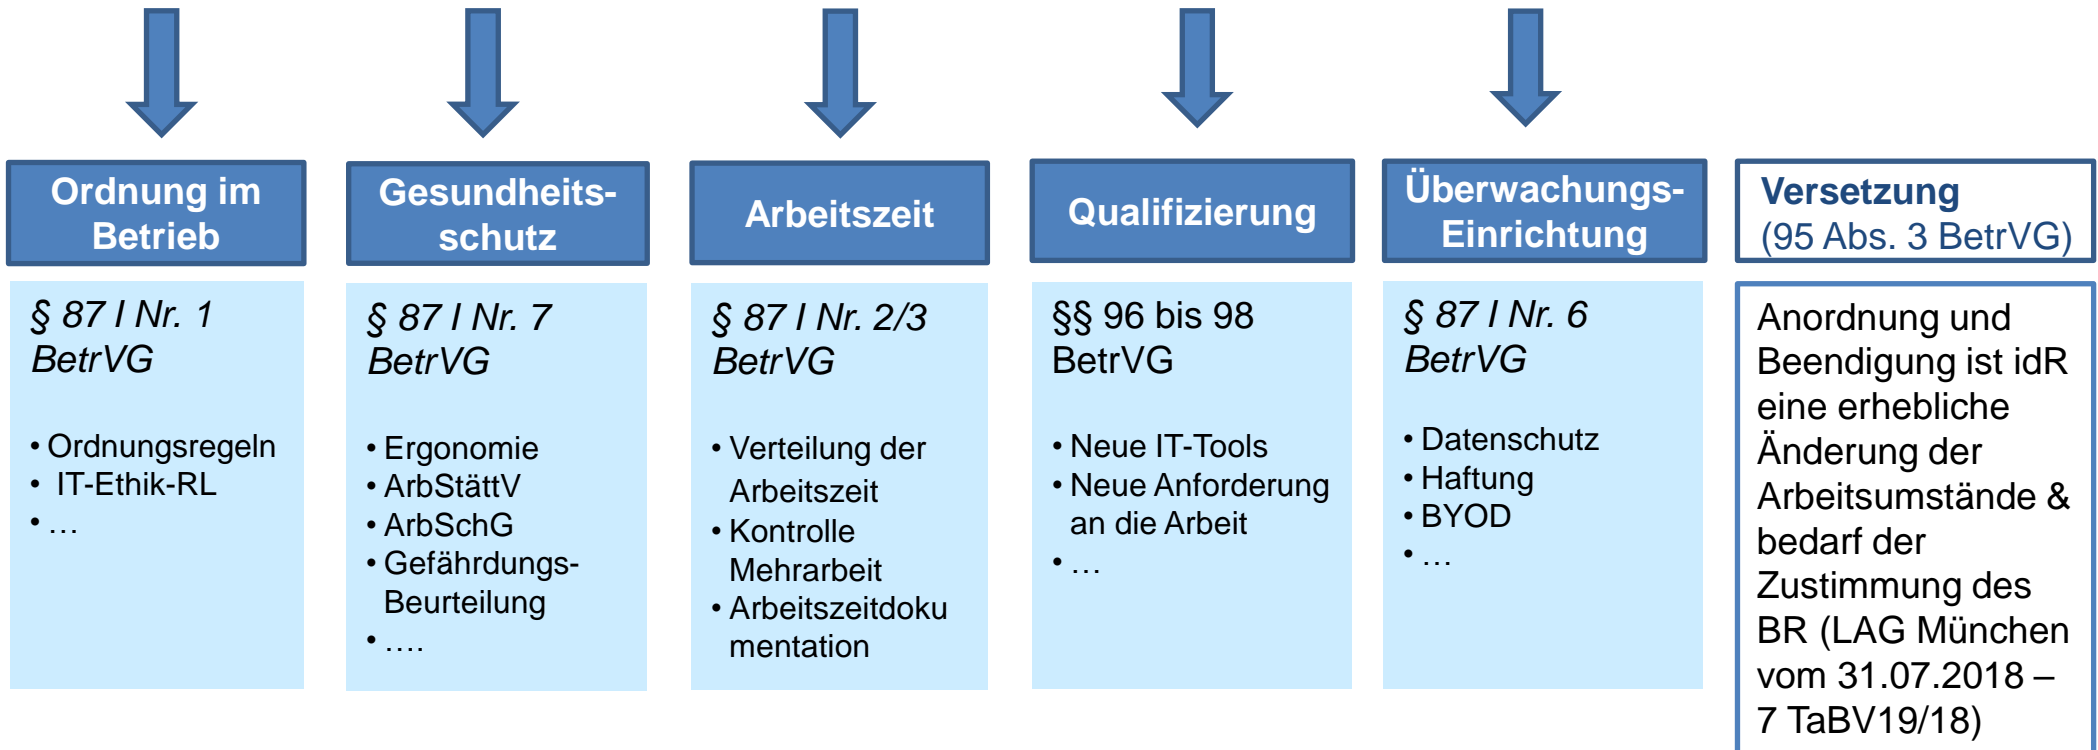 Ordnung im
Betrieb
§ 87 I Nr. 1
BetrVG
• Ordnungsregeln
• IT-Ethik-RL
• …
Gesundheits-
schutz
§ 87 I Nr. 7
BetrVG
• Ergonomie
• ArbStättV
• ArbSchG
• Gefährdungs-
Beurteilung
• ….
Arbeitszeit
§ 87 I Nr. 2/3
BetrVG
• Verteilung der
Arbeitszeit
• Kontrolle
Mehrarbeit
• Arbeitszeitdoku
mentation
Qualifizierung
§§ 96 bis 98
BetrVG
• Neue IT-Tools
• Neue Anforderung
an die Arbeit
• …
Überwachungs-
Einrichtung
§ 87 I Nr. 6
BetrVG
• Datenschutz
• Haftung
• BYOD
• …
Versetzung
(95 Abs. 3 BetrVG)
Anordnung und
Beendigung ist idR
eine erhebliche
Änderung der
Arbeitsumstände &
bedarf der
Zustimmung des
BR (LAG München
vom 31.07.2018 –
7 TaBV19/18)